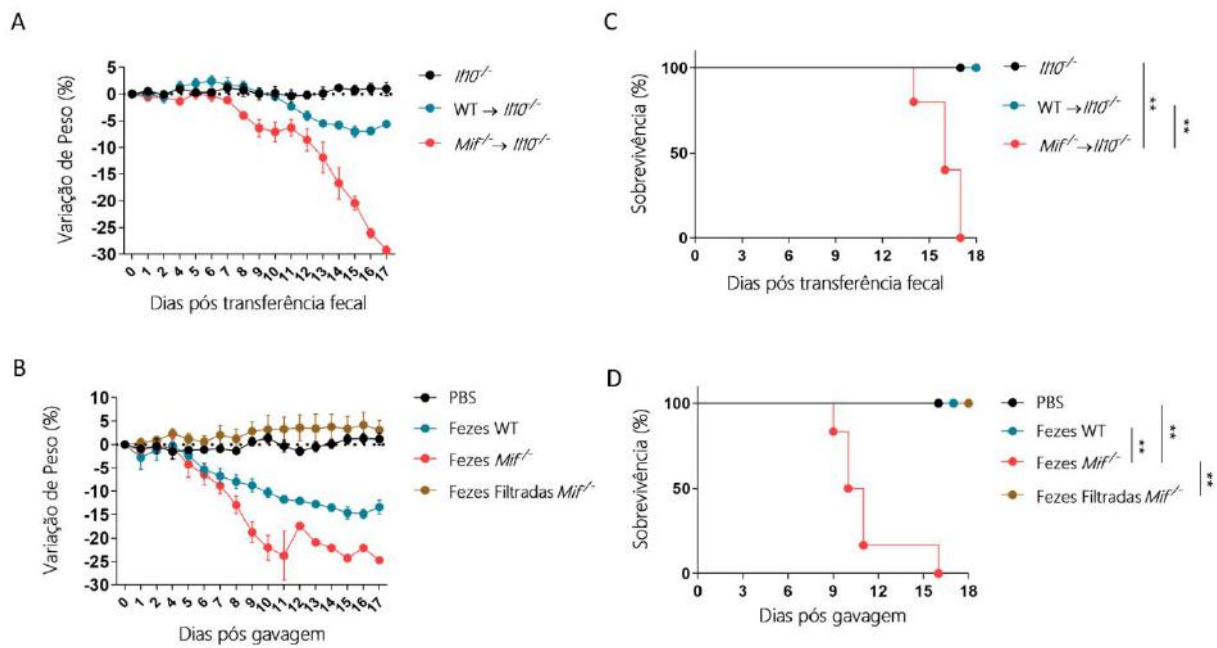 A
Variação de Peso (%)
5
0
-5
-10
-15
-20
-25
-30
0 1 2 4 5 6 7 8 9 10 11 12 13 14 15 16 17
Dias pós transferência fecal
Il10-/-
WT → Il10-/-
Mif-/- → Il10-/-
C
Sobrevivência (%)
100
50
0
0 3 6 9 12 15 18
Dias pós transferência fecal
Il10-/-
WT → Il10-/-
Mif-/- → Il10-/-
**
**
B
Variação de Peso (%)
10
5
0
-5
-10
-15
-20
-25
-30
0 1 2 3 4 5 6 7 8 9 10 11 12 13 14 15 16 17
Dias pós gavagem
PBS
Fezes WT
Fezes Mif-/-
Fezes Filtradas Mif-/-
D
Sobrevivência (%)
100
50
0
0 3 6 9 12 15 18
Dias pós gavagem
PBS
Fezes WT
Fezes Mif-/-
Fezes Filtradas Mif-/-
**
**
**